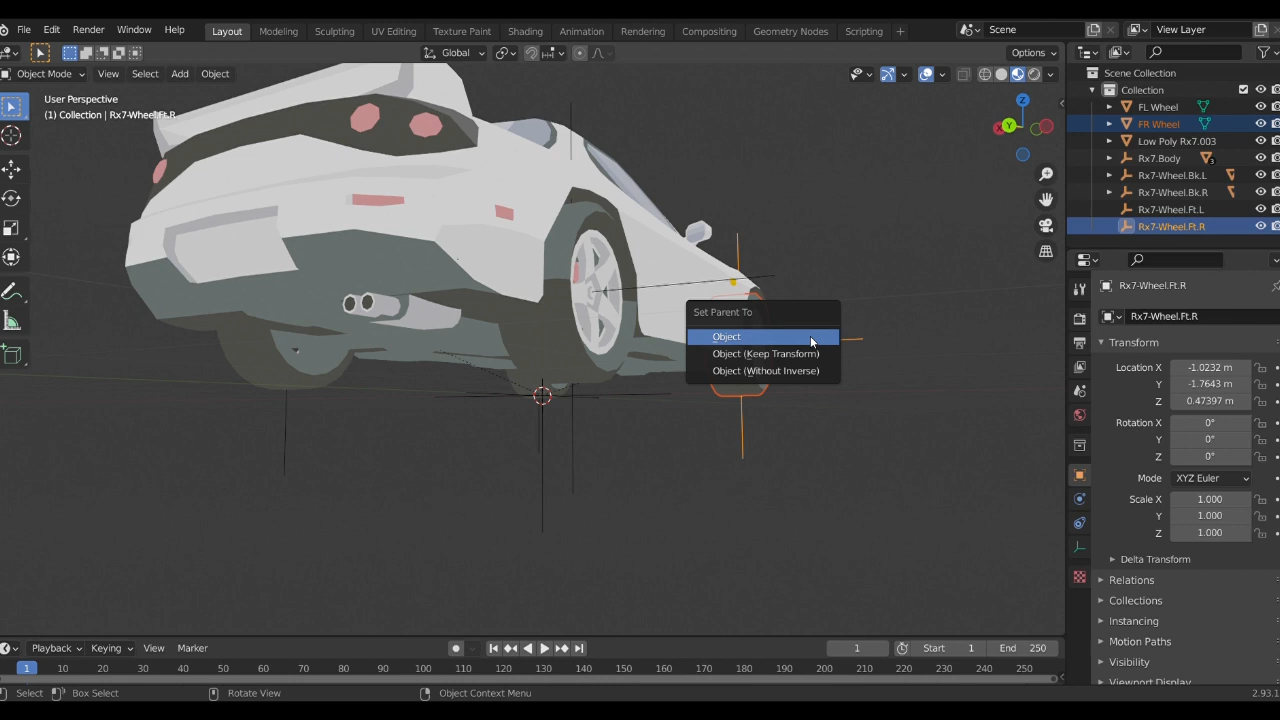 File Edit Render Window Help Layout Modeling Sculpting UV Editing Texture Paint Shading Animation Rendering Compositing Geometry Nodes Scripting + Scene View Layer
Global Options
Object Mode View Select Add Object
User Perspective
(1) Collection | Rx7-Wheel.Ft.R
Z
Y
X
Set Parent To
Object
Object (Keep Transform)
Object (Without Inverse)
Scene Collection
Collection
FL Wheel
FR Wheel
Low Poly Rx7.003
Rx7.Body 3
Rx7-Wheel.Bk.L
Rx7-Wheel.Bk.R
Rx7-Wheel.Ft.L
Rx7-Wheel.Ft.R
Rx7-Wheel.Ft.R
Rx7-Wheel.Ft.R
Transform
Location X -1.0232 m
Y -1.7643 m
Z 0.47397 m
Rotation X 0°
Y 0°
Z 0°
Mode XYZ Euler
Scale X 1.000
Y 1.000
Z 1.000
Delta Transform
Relations
Collections
Instancing
Motion Paths
Visibility
Viewport Display
Playback Keying View Marker 1 Start 1 End 250
1 10 20 30 40 50 60 70 80 90 100 110 120 130 140 150 160 170 180 190 200 210 220 230 240 250
Select Box Select Rotate View Object Context Menu 2.93.1